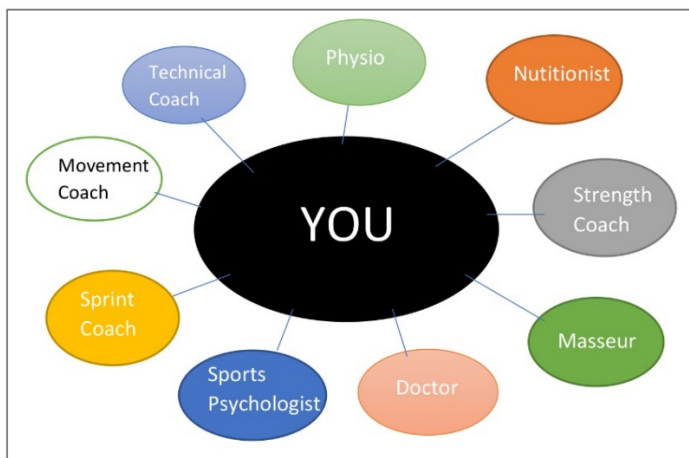 Physio
Technical
Coach
Nutitionist
Movement
Coach
YOU
Strength
Coach
Sprint
Coach
Masseur
Sports
Psychologist
Doctor